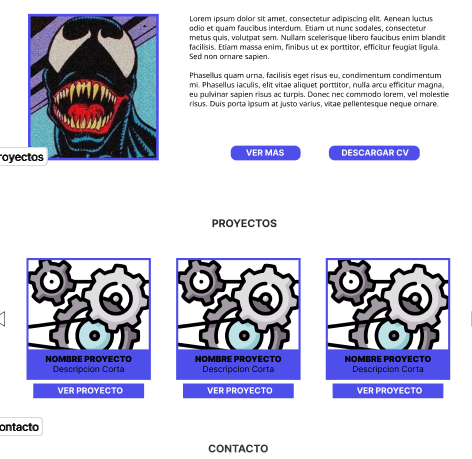 Lorem ipsum dolor sit amet, consectetur adipiscing elit. Aenean luctus
odio et quam faucibus interdum. Etiam ut nunc sodales, consectetur
metus quis, volutpat sem. Nullam scelerisque libero faucibus enim blandit
facilisis. Etiam massa enim, finibus ut ex porttitor, efficitur feugiat ligula.
Sed non ornare sapien.
Phasellus quam urna, facilisis eget risus eu, condimentum condimentum
mi. Phasellus iaculis, elit vitae aliquet porttitor, nulla arcu efficitur magna,
eu pulvinar sapien risus ac turpis. Donec nec commodo lorem, vel molestie
risus. Duis porta ipsum at justo varius, vitae pellentesque neque ornare.
royectos
VER MAS DESCARGAR CV
PROYECTOS
NOMBRE PROYECTO NOMBRE PROYECTO NOMBRE PROYECTO
Descripcion Corta Descripcion Corta Descripcion Corta
VER PROYECTO VER PROYECTO VER PROYECTO
ontacto
CONTACTO